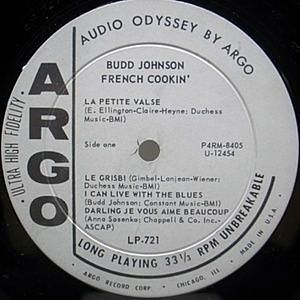 AUDIO ODYSSEY BY ARGO
ULTRA HIGH FIDELITY
ARGO
BUDD JOHNSON
FRENCH COOKIN'
LA PETITE VALSE
(E. Ellington-Claire-Heyne; Duchess
Music-BMI)
Side one
P4RM-8405
U-12454
LE GRISBI (Gimbel-Lanjean-Wiener;
Duchess Music-BMI)
I CAN LIVE WITH THE BLUES
(Budd Johnson; Constant Music-BMI)
DARLING JE VOUS AIME BEAUCOUP
(Anna Sosenko; Chappell & Co. Inc.,
ASCAP)
LP-721
LONG PLAYING 33⅓ RPM UNBREAKABLE
ARGO RECORD CORP. CHICAGO, ILL. MADE IN U.S.A.